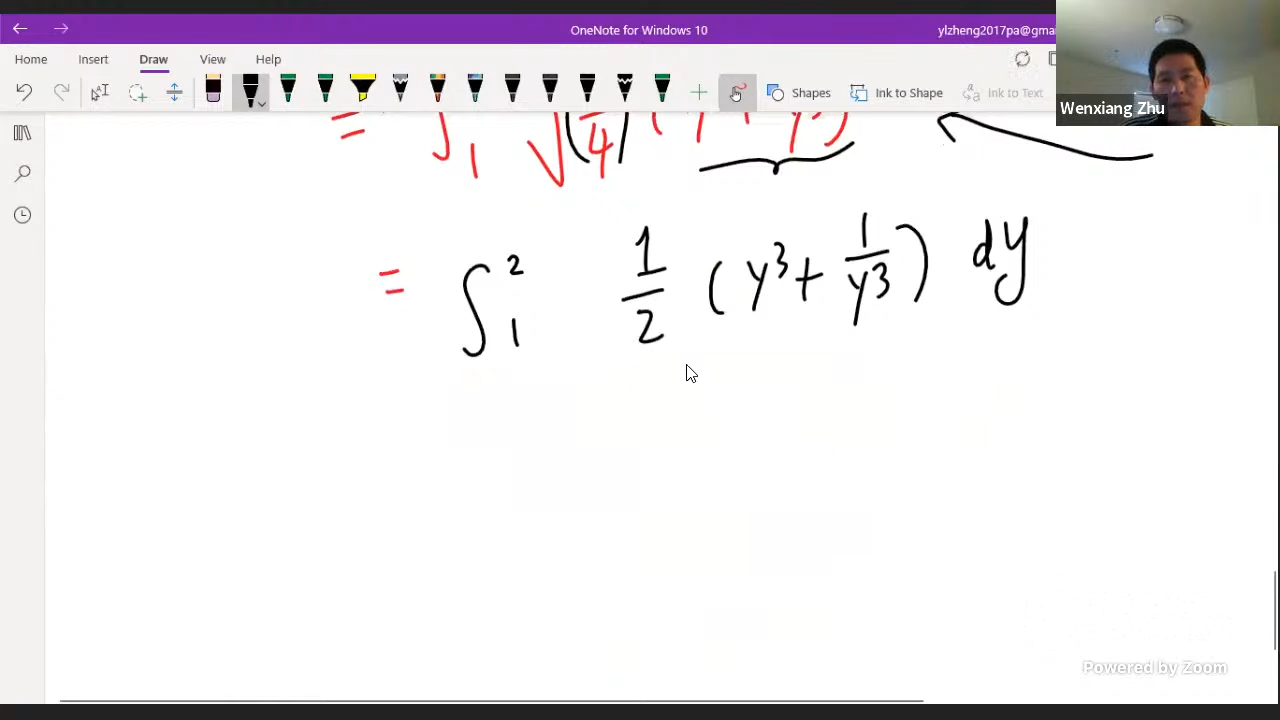 OneNote for Windows 10
ylzheng2017pa@gma
Home Insert Draw View Help
Shapes Ink to Shape Ink to Text
Wenxiang Zhu
= ∫ 1
= ∫₁² 1/2 (y³ + 1/y³) dy
Powered by Zoom